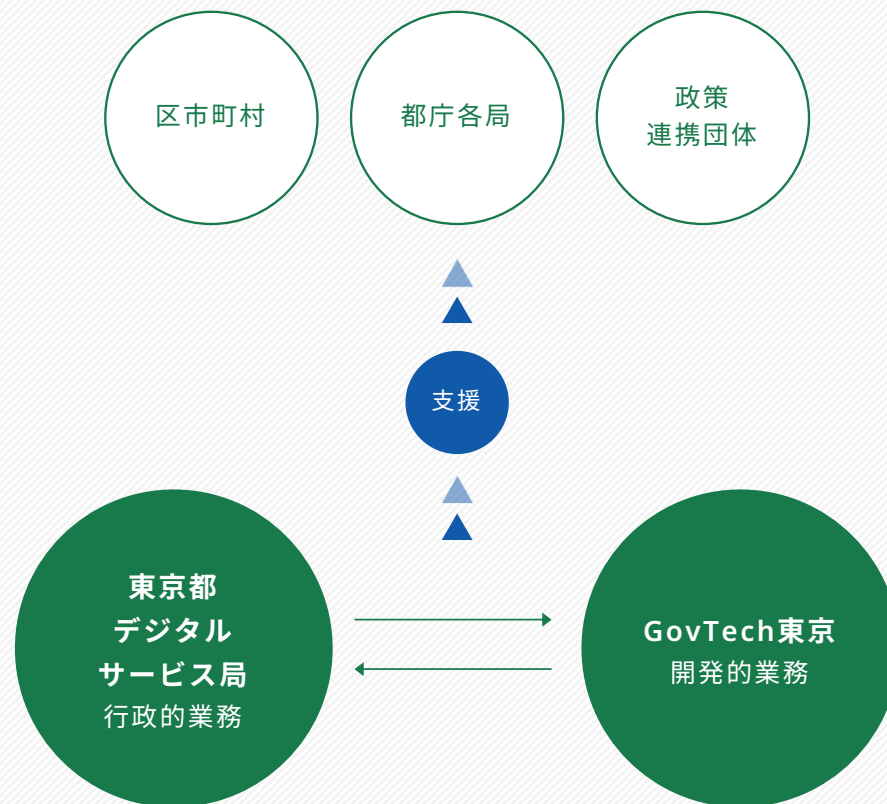 区市町村
都庁各局
政策
連携団体
支援
東京都
デジタル
サービス局
行政的業務
GovTech東京
開発的業務